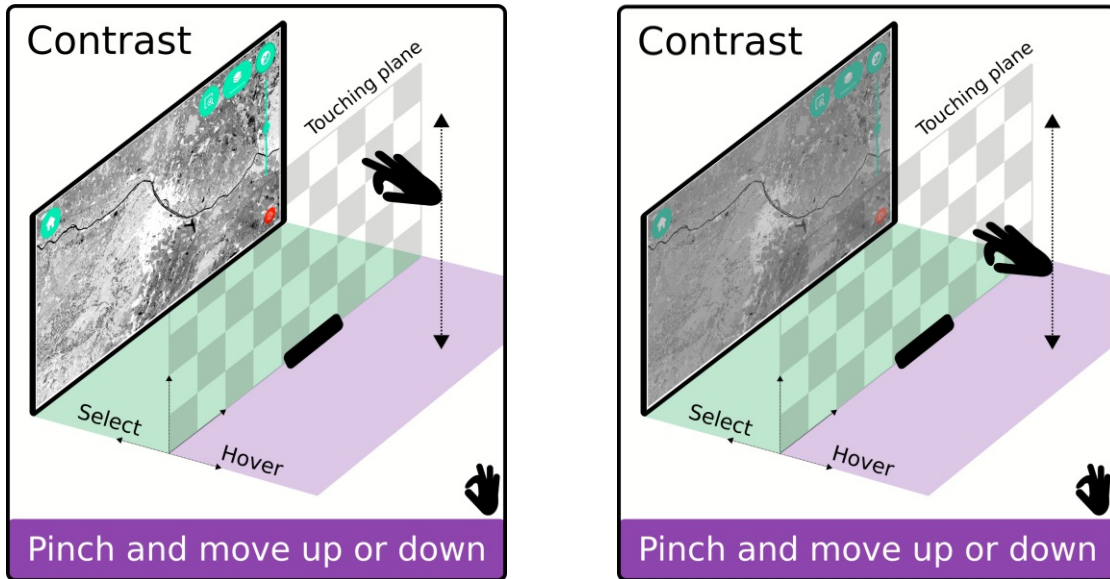 Contrast
Touching plane
Select
Hover
Pinch and move up or down
Contrast
Touching plane
Select
Hover
Pinch and move up or down